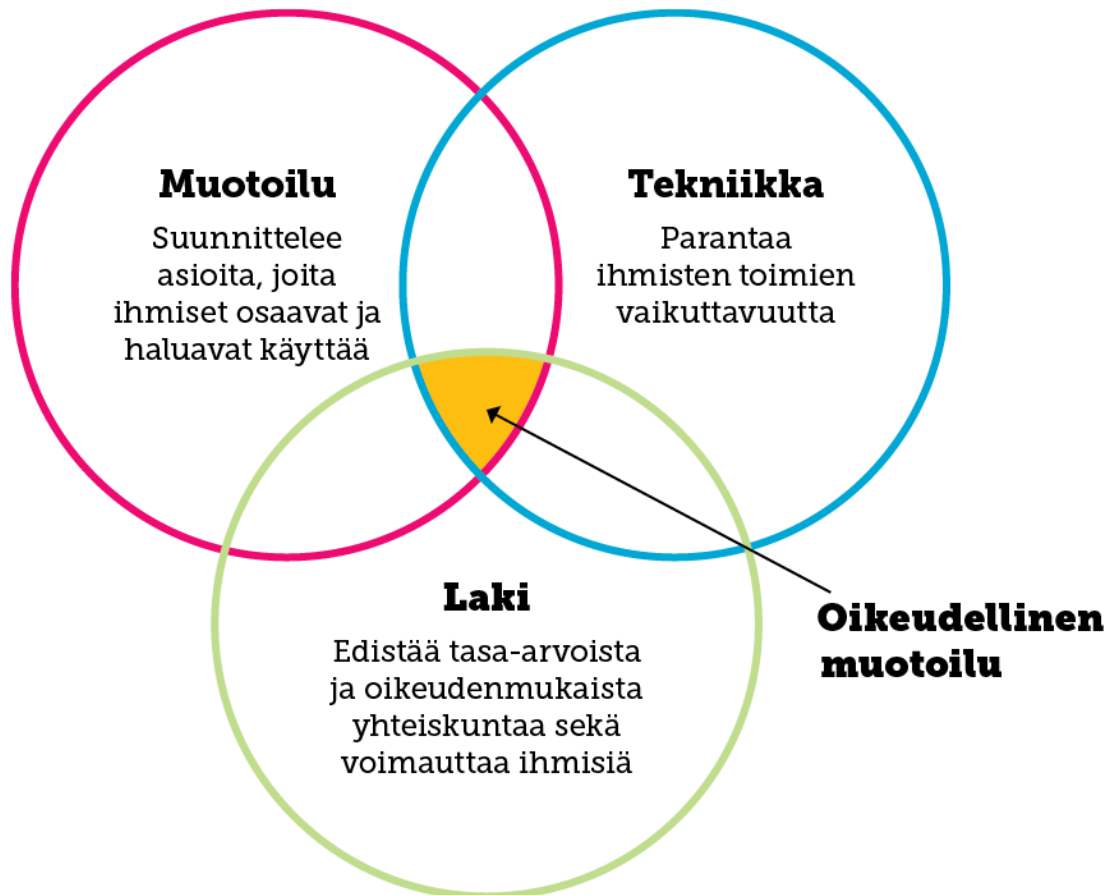 Muotoilu
Suunnittelee
asioita, joita
ihmiset osaavat ja
haluavat käyttää
Tekniikka
Parantaa
ihmisten toimien
vaikuttavuutta
Laki
Edistää tasa-arvoista
ja oikeudenmukaista
yhteiskuntaa sekä
voimauttaa ihmisiä
Oikeudellinen
muotoilu